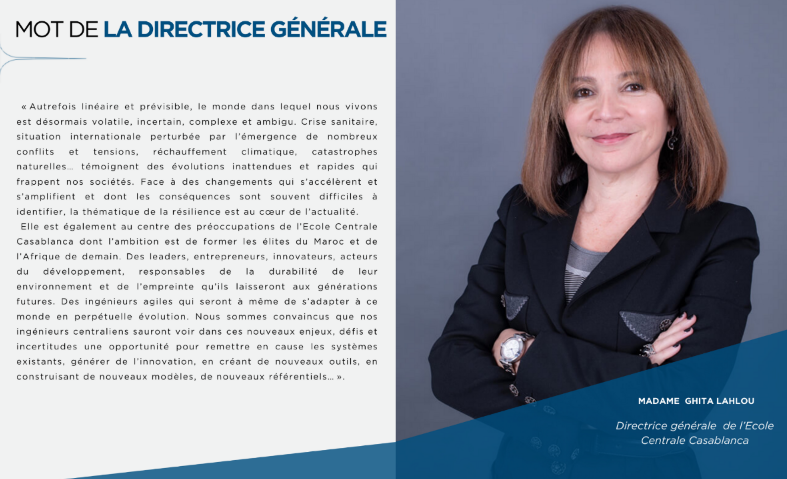 MOT DE LA DIRECTRICE GÉNÉRALE
« Autrefois linéaire et prévisible, le monde dans lequel nous vivons
est désormais volatile, incertain, complexe et ambigu. Crise sanitaire,
situation internationale perturbée par l'émergence de nombreux
conflits et tensions, réchauffement climatique, catastrophes
naturelles... témoignent des évolutions inattendues et rapides qui
frappent nos sociétés. Face à des changements qui s'accélèrent et
s'amplifient et dont les conséquences sont souvent difficiles à
identifier, la thématique de la résilience est au cœur de l'actualité.
Elle est également au centre des préoccupations de l'Ecole Centrale
Casablanca dont l'ambition est de former les élites du Maroc et de
l'Afrique de demain. Des leaders, entrepreneurs, innovateurs, acteurs
du développement, responsables de la durabilité de leur
environnement et de l'empreinte qu'ils laisseront aux générations
futures. Des ingénieurs agiles qui seront à même de s'adapter à ce
monde en perpétuelle évolution. Nous sommes convaincus que nos
ingénieurs centraliens sauront voir dans ces nouveaux enjeux, défis et
incertitudes une opportunité pour remettre en cause les systèmes
existants, générer de l'innovation, en créant de nouveaux outils, en
construisant de nouveaux modèles, de nouveaux référentiels... ».
MADAME GHITA LAHLOU
Directrice générale de l'Ecole
Centrale Casablanca